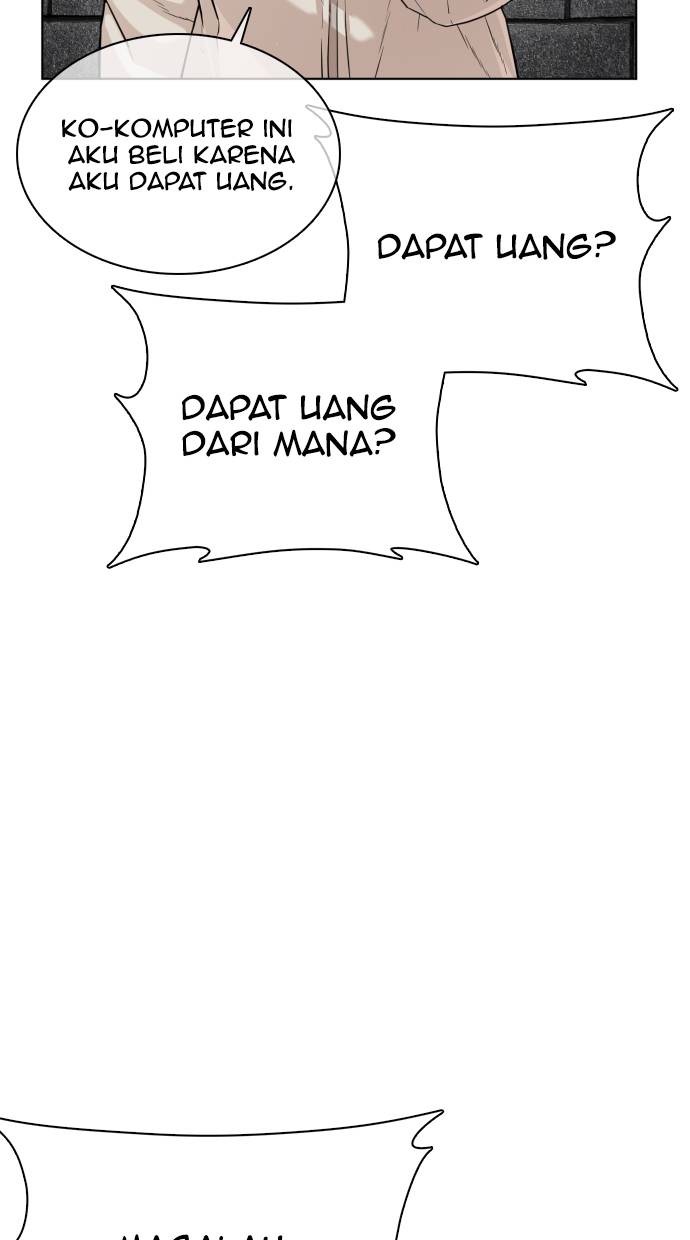 KO-KOMPUTER INI
AKU BELI KARENA
AKU DAPAT UANG.
DAPAT UANG?
DAPAT UANG
DARI MANA?